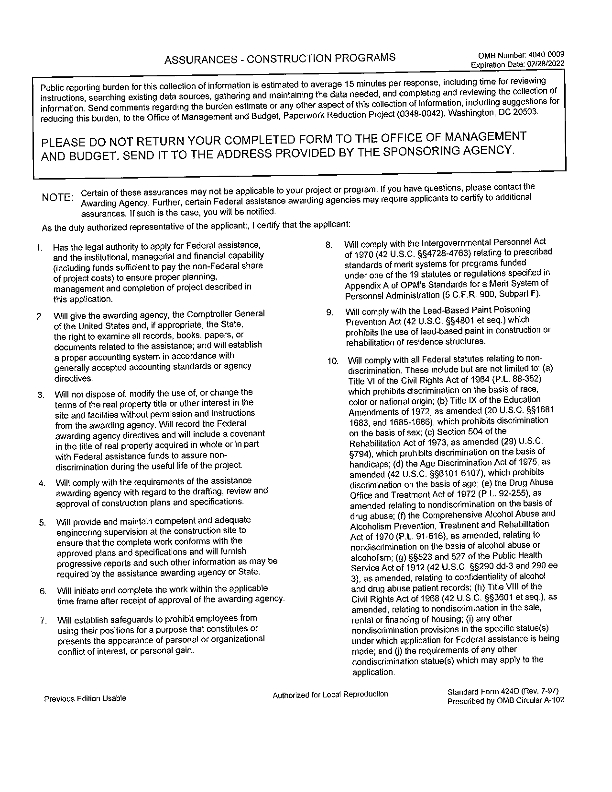 ASSURANCES - CONSTRUCTION PROGRAMS
OMB Number: 4040-0009
Expiration Date: 02/28/2022
Public reporting burden for this collection of information is estimated to average 15 minutes per response, including time for reviewing
instructions, searching existing data sources, gathering and maintaining the data needed, and completing and reviewing the collection of
information. Send comments regarding the burden estimate or any other aspect of this collection of information, including suggestions for
reducing this burden, to the Office of Management and Budget, Paperwork Reduction Project (0348-0042), Washington, DC 20503.
PLEASE DO NOT RETURN YOUR COMPLETED FORM TO THE OFFICE OF MANAGEMENT
AND BUDGET. SEND IT TO THE ADDRESS PROVIDED BY THE SPONSORING AGENCY.
NOTE: Certain of these assurances may not be applicable to your project or program. If you have questions, please contact the
Awarding Agency. Further, certain Federal assistance awarding agencies may require applicants to certify to additional
assurances. If such is the case, you will be notified.
As the duly authorized representative of the applicant:, I certify that the applicant:
1. Has the legal authority to apply for Federal assistance,
and the institutional, managerial and financial capability
(including funds sufficient to pay the non-Federal share
of project costs) to ensure proper planning,
management and completion of project described in
this application.
2. Will give the awarding agency, the Comptroller General
of the United States and, if appropriate, the State,
the right to examine all records, books, papers, or
documents related to the assistance; and will establish
a proper accounting system in accordance with
generally accepted accounting standards or agency
directives.
3. Will not dispose of, modify the use of, or change the
terms of the real property title or other interest in the
site and facilities without permission and instructions
from the awarding agency. Will record the Federal
awarding agency directives and will include a covenant
in the title of real property acquired in whole or in part
with Federal assistance funds to assure non-
discrimination during the useful life of the project.
4. Will comply with the requirements of the assistance
awarding agency with regard to the drafting, review and
approval of construction plans and specifications.
5. Will provide and maintain competent and adequate
engineering supervision at the construction site to
ensure that the complete work conforms with the
approved plans and specifications and will furnish
progressive reports and such other information as may be
required by the assistance awarding agency or State.
6. Will initiate and complete the work within the applicable
time frame after receipt of approval of the awarding agency.
7. Will establish safeguards to prohibit employees from
using their positions for a purpose that constitutes or
presents the appearance of personal or organizational
conflict of interest, or personal gain.
8. Will comply with the Intergovernmental Personnel Act
of 1970 (42 U.S.C. §§4728-4763) relating to prescribed
standards of merit systems for programs funded
under one of the 19 statutes or regulations specified in
Appendix A of OPM's Standards for a Merit System of
Personnel Administration (5 C.F.R. 900, Subpart F).
9. Will comply with the Lead-Based Paint Poisoning
Prevention Act (42 U.S.C. §§4801 et seq.) which
prohibits the use of lead-based paint in construction or
rehabilitation of residence structures.
10. Will comply with all Federal statutes relating to non-
discrimination. These include but are not limited to: (a)
Title VI of the Civil Rights Act of 1964 (P.L. 88-352)
which prohibits discrimination on the basis of race,
color or national origin; (b) Title IX of the Education
Amendments of 1972, as amended (20 U.S.C. §§1681
1683, and 1685-1686), which prohibits discrimination
on the basis of sex; (c) Section 504 of the
Rehabilitation Act of 1973, as amended (29) U.S.C.
§794), which prohibits discrimination on the basis of
handicaps; (d) the Age Discrimination Act of 1975, as
amended (42 U.S.C. §§6101-6107), which prohibits
discrimination on the basis of age; (e) the Drug Abuse
Office and Treatment Act of 1972 (P.L. 92-255), as
amended relating to nondiscrimination on the basis of
drug abuse; (f) the Comprehensive Alcohol Abuse and
Alcoholism Prevention, Treatment and Rehabilitation
Act of 1970 (P.L. 91-616), as amended, relating to
nondiscrimination on the basis of alcohol abuse or
alcoholism; (g) §§523 and 527 of the Public Health
Service Act of 1912 (42 U.S.C. §§290 dd-3 and 290 ee
3), as amended, relating to confidentiality of alcohol
and drug abuse patient records; (h) Title VIII of the
Civil Rights Act of 1968 (42 U.S.C. §§3601 et seq.), as
amended, relating to nondiscrimination in the sale,
rental or financing of housing; (i) any other
nondiscrimination provisions in the specific statue(s)
under which application for Federal assistance is being
made; and (j) the requirements of any other
nondiscrimination statue(s) which may apply to the
application.
Previous Edition Usable
Authorized for Local Reproduction
Standard Form 424D (Rev. 7-97)
Prescribed by OMB Circular A-102